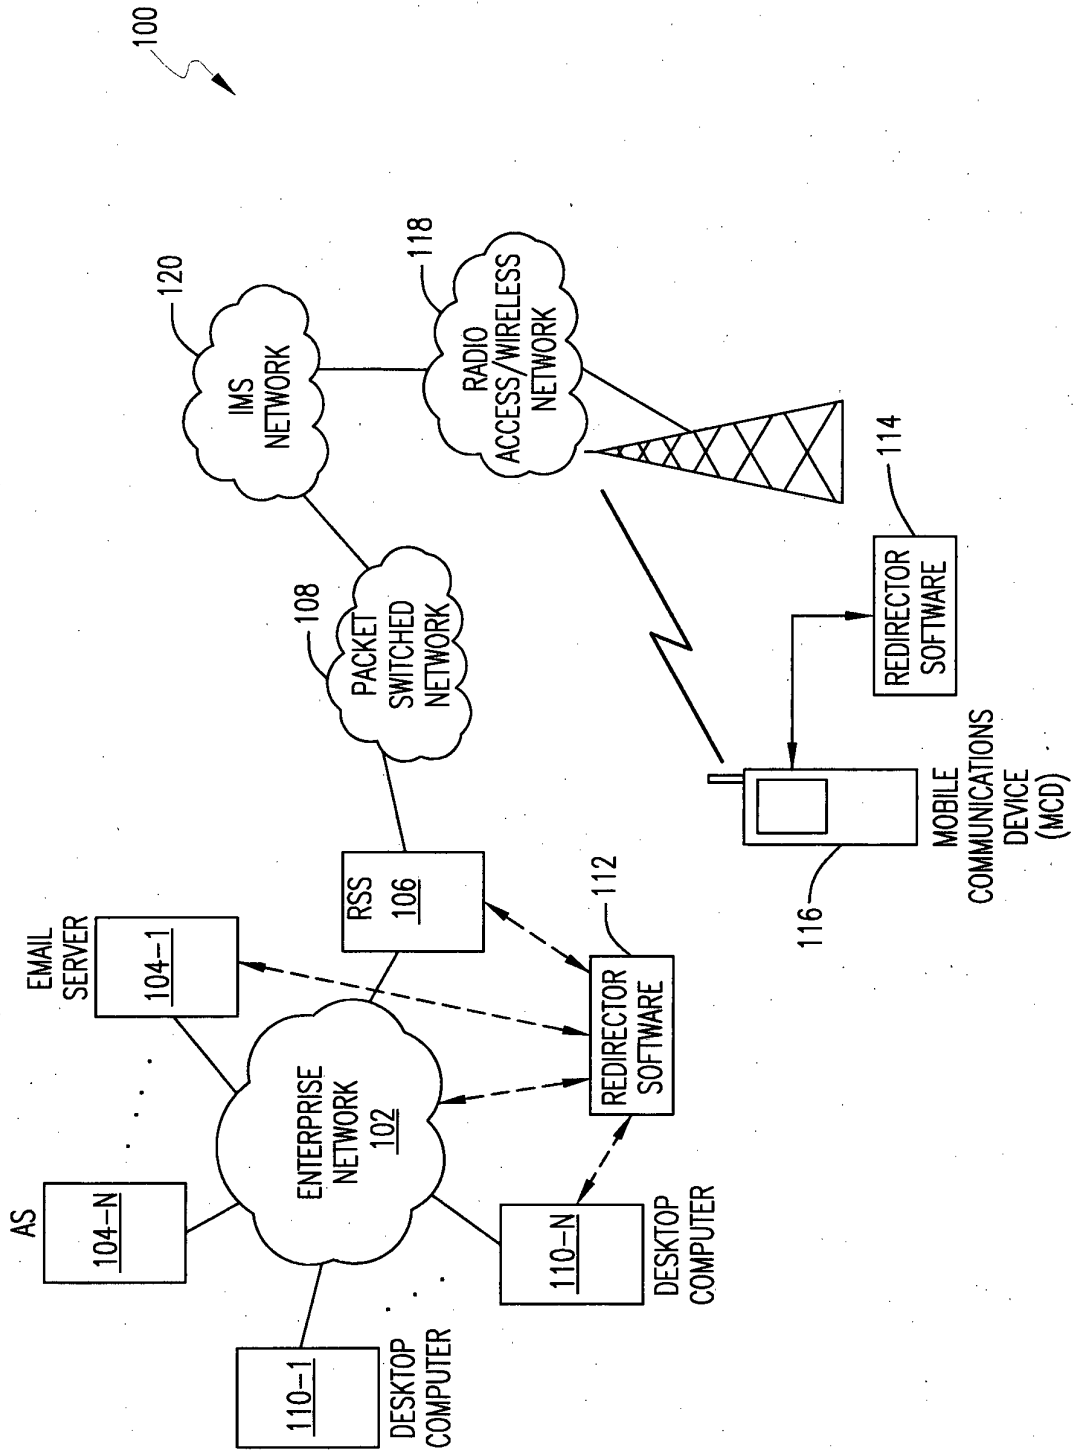 100
AS
104-N
EMAIL
SERVER
104-1
110-1
DESKTOP
COMPUTER
ENTERPRISE
NETWORK
102
RSS
106
110-N
DESKTOP
COMPUTER
REDIRECTOR
SOFTWARE
112
108
PACKET
SWITCHED
NETWORK
120
IMS
NETWORK
118
RADIO
ACCESS/WIRELESS
NETWORK
116
MOBILE
COMMUNICATIONS
DEVICE
(MCD)
REDIRECTOR
SOFTWARE
114